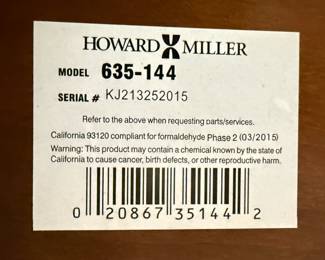 HOWARD MILLER
MODEL 635-144
SERIAL # KJ213252015
Refer to the above when requesting parts/services.
California 93120 compliant for formaldehyde Phase 2 (03/2015)
Warning: This product may contain a chemical known by the state of
California to cause cancer, birth defects, or other reproductive harm.
0 20867 35144 2